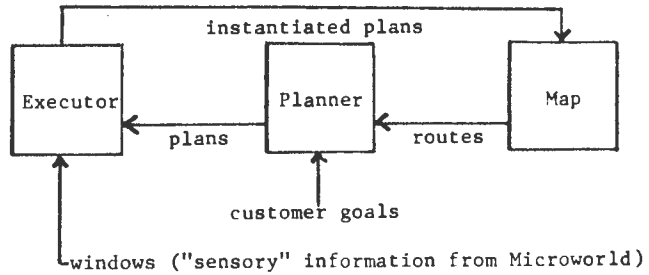 instantiated plans
Executor
Planner
Map
plans
routes
customer goals
windows ("sensory" information from Microworld)